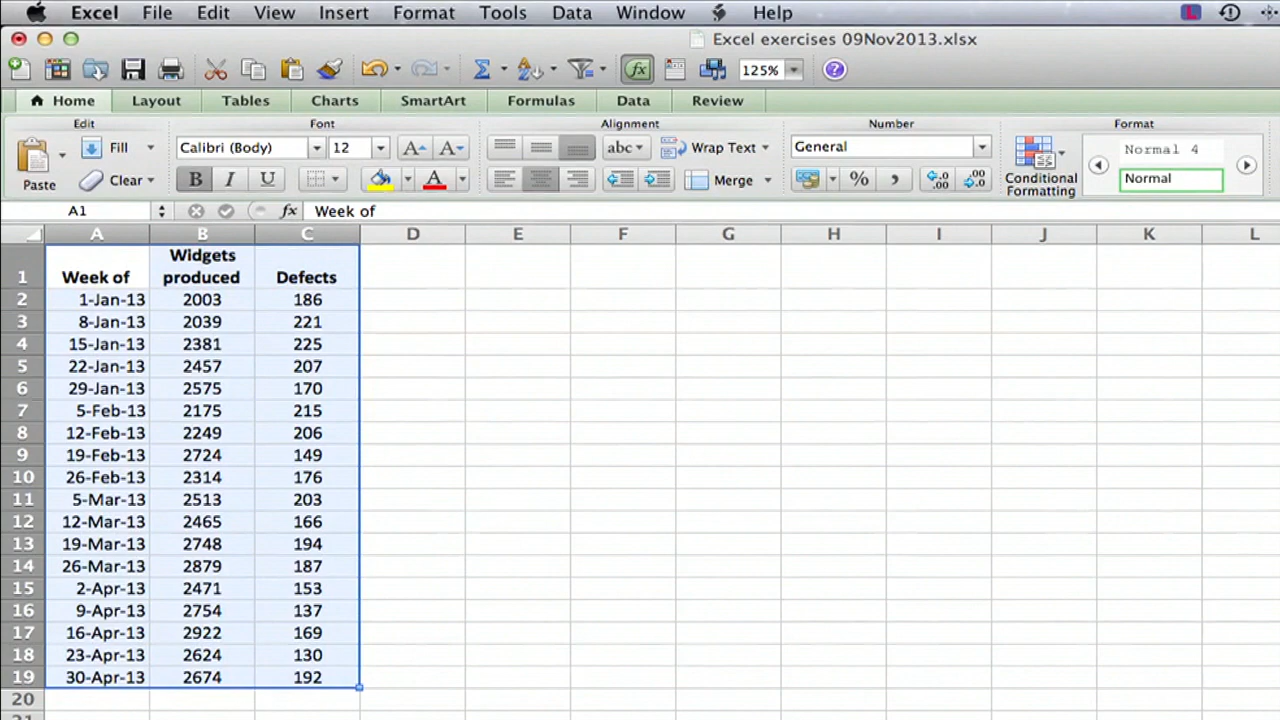 Excel File Edit View Insert Format Tools Data Window Help
Excel exercises 09Nov2013.xlsx
fx 125% ?
Home Layout Tables Charts SmartArt Formulas Data Review
Edit Font Alignment Number Format
Fill Calibri (Body) 12 A A abc Wrap Text General Normal 4
Paste Clear B I U A Merge % , .0 .00 .00 .0 Conditional Formatting Normal
A1 fx Week of
A B C D E F G H I J K L
1 Week of Widgets produced Defects
2 1-Jan-13 2003 186
3 8-Jan-13 2039 221
4 15-Jan-13 2381 225
5 22-Jan-13 2457 207
6 29-Jan-13 2575 170
7 5-Feb-13 2175 215
8 12-Feb-13 2249 206
9 19-Feb-13 2724 149
10 26-Feb-13 2314 176
11 5-Mar-13 2513 203
12 12-Mar-13 2465 166
13 19-Mar-13 2748 194
14 26-Mar-13 2879 187
15 2-Apr-13 2471 153
16 9-Apr-13 2754 137
17 16-Apr-13 2922 169
18 23-Apr-13 2624 130
19 30-Apr-13 2674 192
20
21